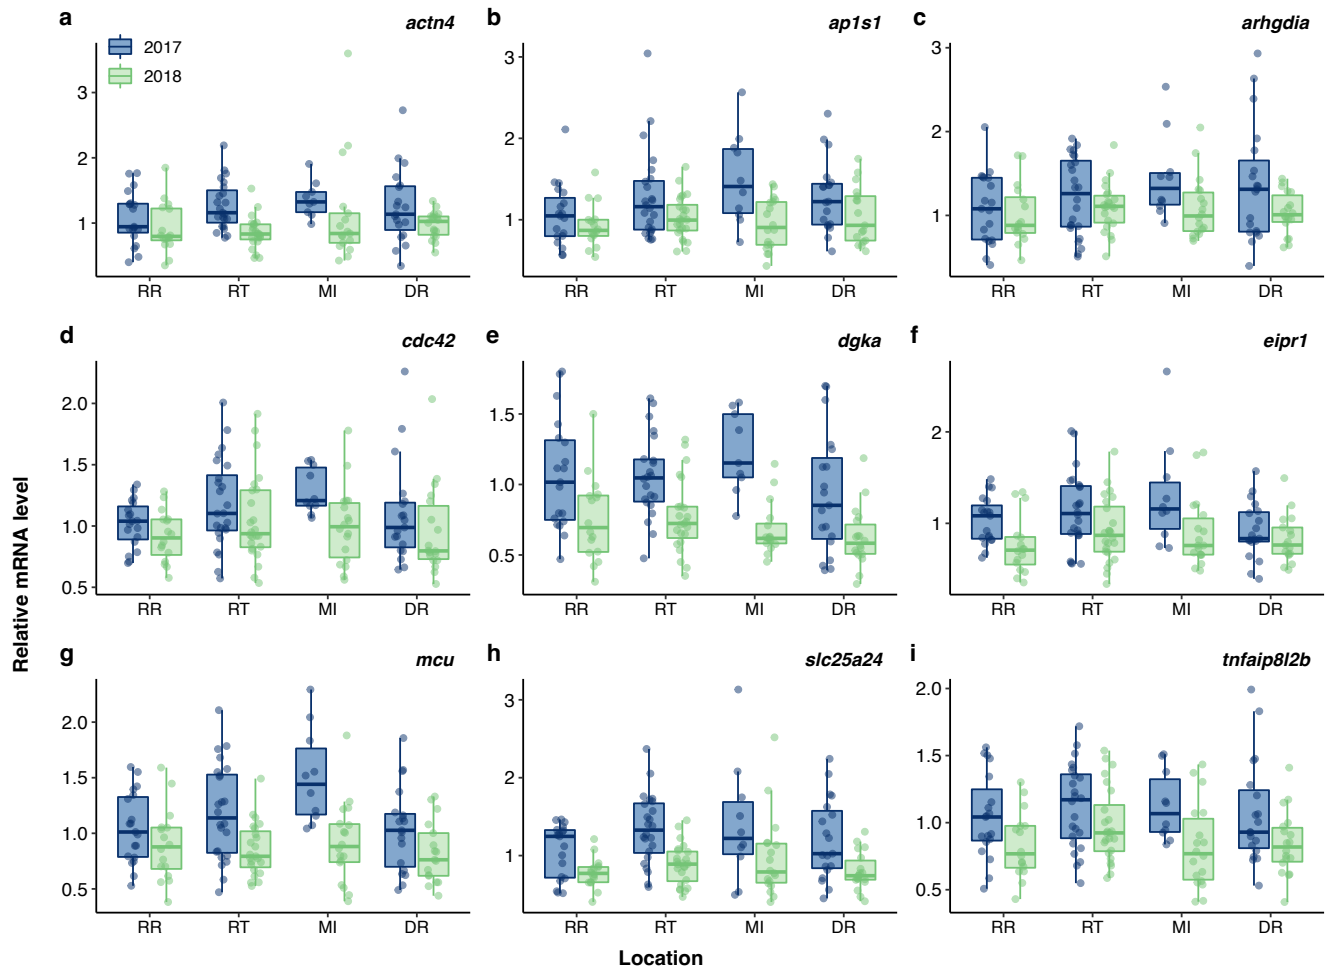 a actn4
b ap1s1
c arhgdia
2017
2018
3
2
1
RR RT MI DR
3
2
1
RR RT MI DR
3
2
1
RR RT MI DR
d cdc42
e dgka
f eipr1
2.0
1.5
1.0
0.5
RR RT MI DR
1.5
1.0
0.5
RR RT MI DR
2
1
RR RT MI DR
g mcu
h slc25a24
i tnfaip8l2b
2.0
1.5
1.0
0.5
RR RT MI DR
3
2
1
RR RT MI DR
2.0
1.5
1.0
0.5
RR RT MI DR
Relative mRNA level
Location